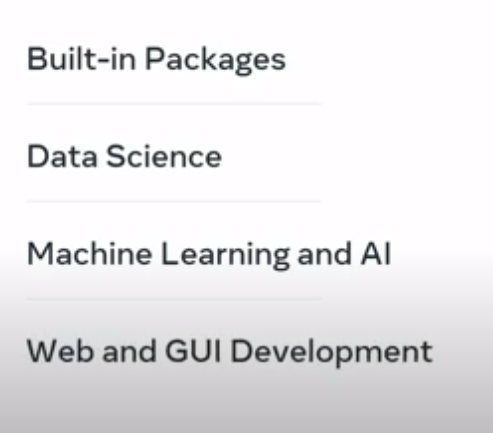 Built-in Packages
Data Science
Machine Learning and AI
Web and GUI Development